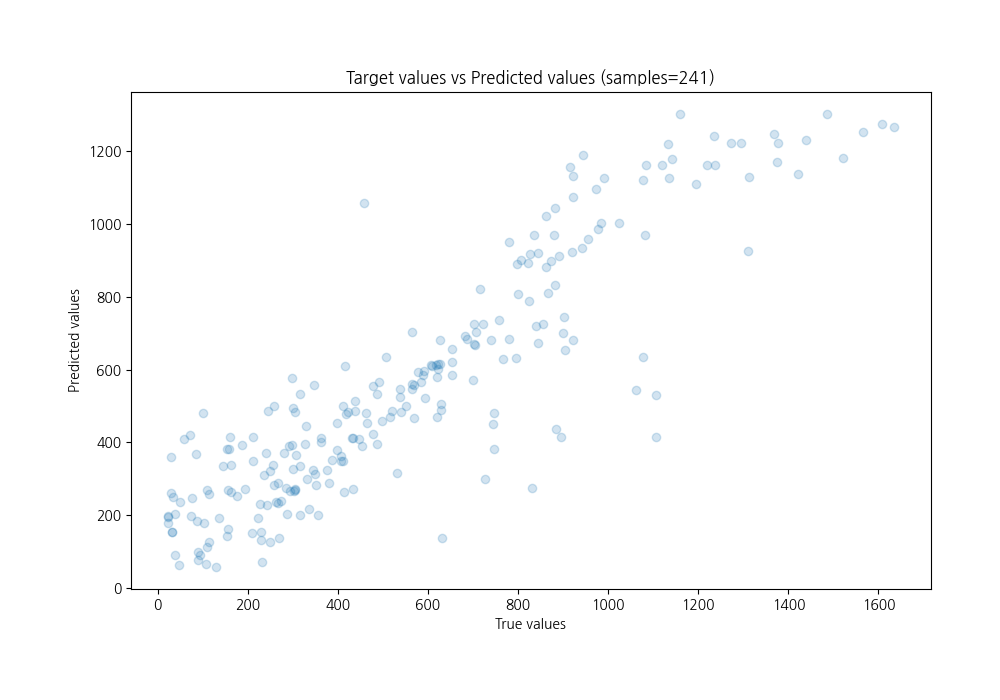 Target values vs Predicted values (samples=241)
1200
1000
800
600
400
200
0
Predicted values
0 200 400 600 800 1000 1200 1400 1600
True values